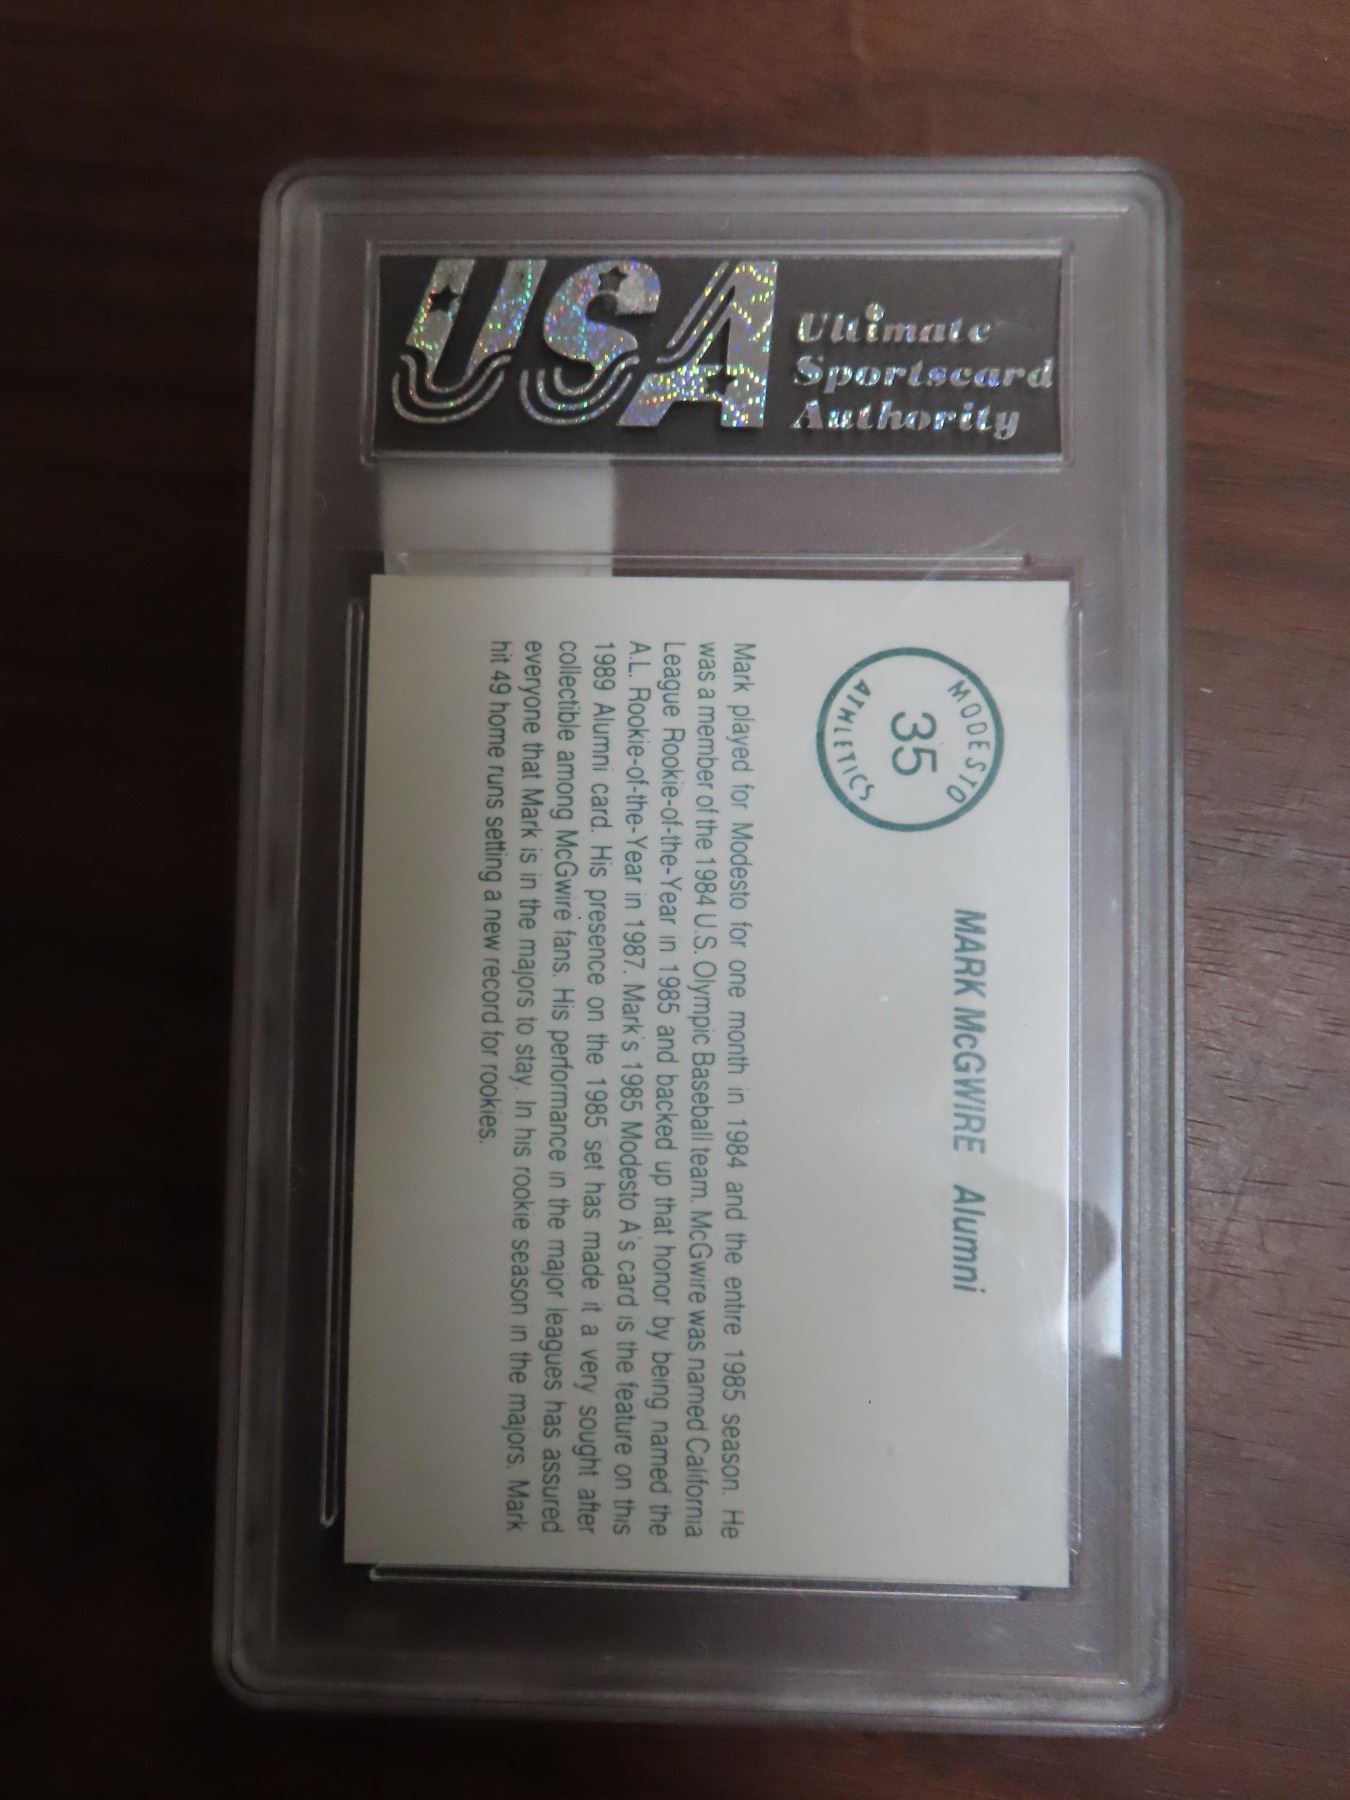 USA
Ultimate
Sportscard
Authority
MODESTO
35
ATHLETICS
MARK McGWIRE Alumni
Mark played for Modesto for one month in 1984 and the entire 1985 season. He
was a member of the 1984 U.S. Olympic Baseball team. McGwire was named California
League Rookie-of-the-Year in 1985 and backed up that honor by being named the
A.L. Rookie-of-the-Year in 1987. Mark's 1985 Modesto A's card is the feature on this
1989 Alumni card. His presence on the 1985 set has made it a very sought after
collectible among McGwire fans. His performance in the major leagues has assured
everyone that Mark is in the majors to stay. In his rookie season in the majors, Mark
hit 49 home runs setting a new record for rookies.